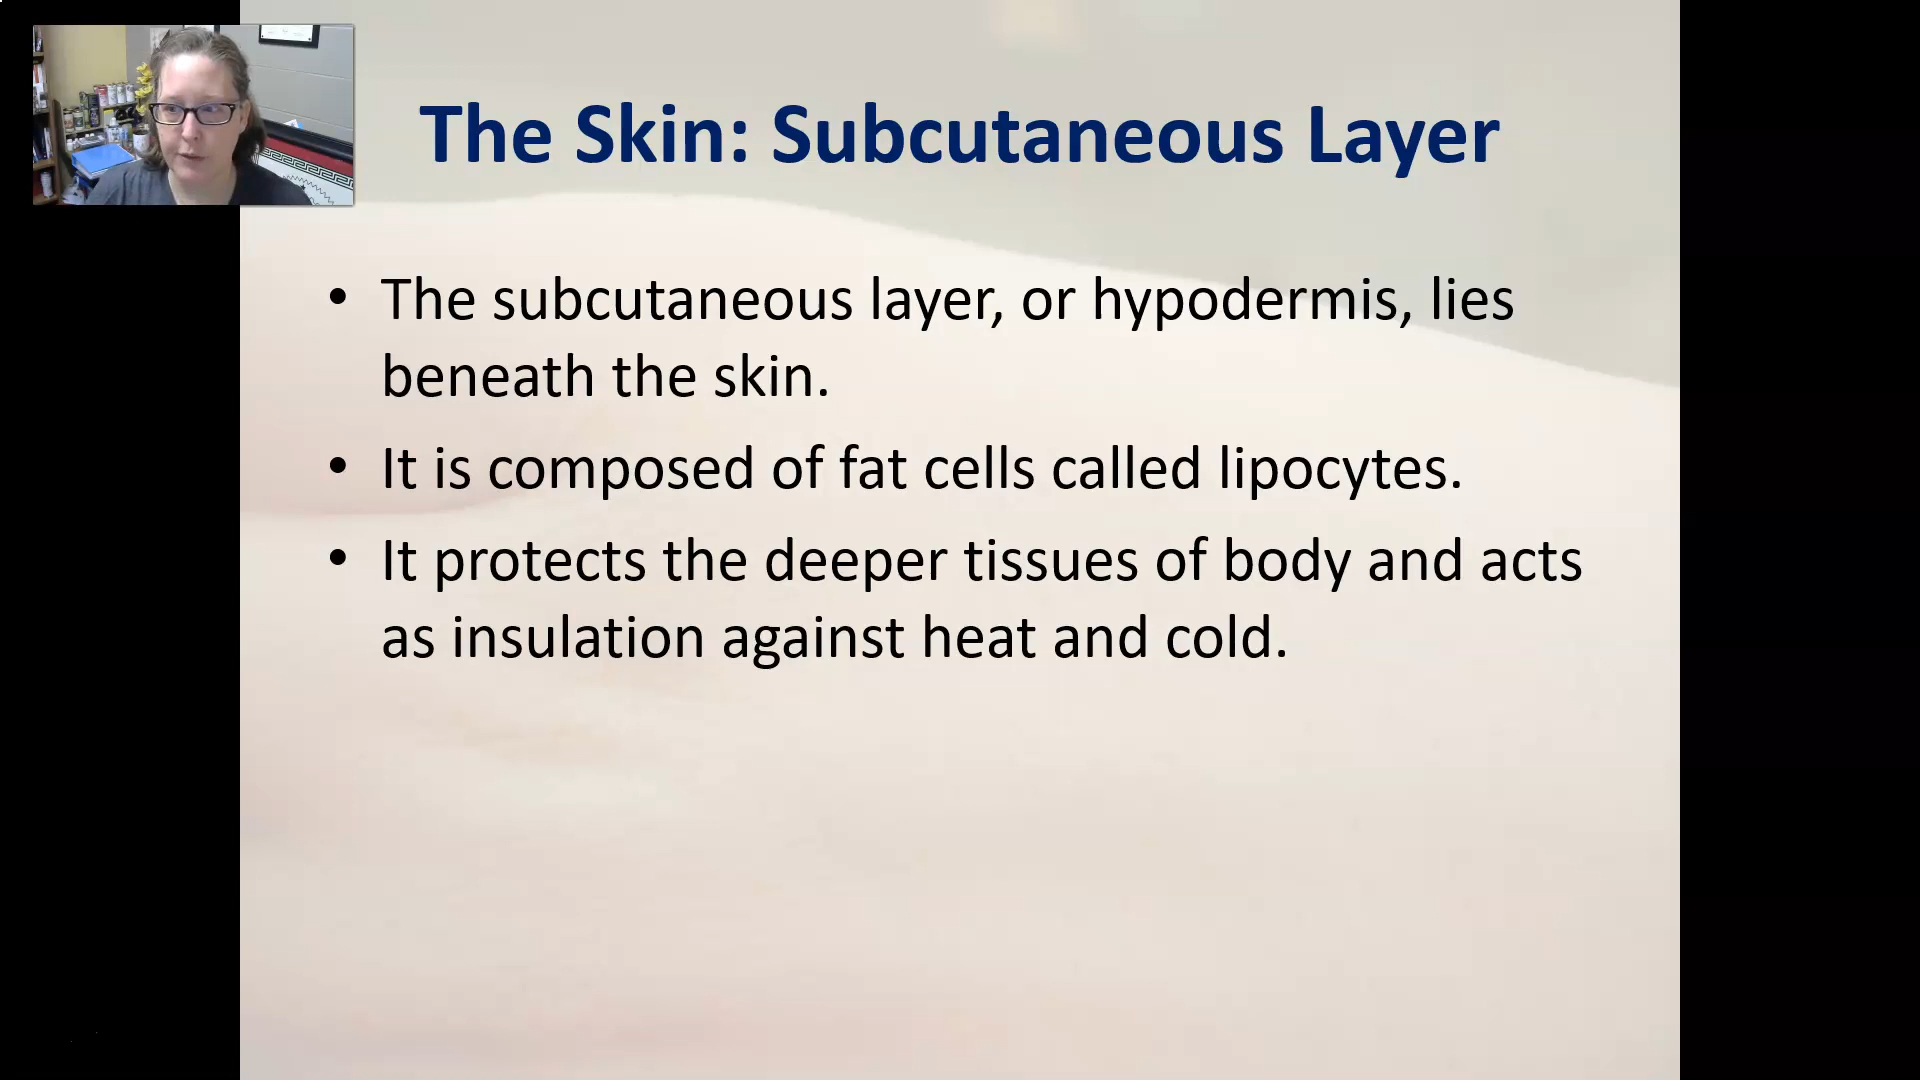 The Skin: Subcutaneous Layer
• The subcutaneous layer, or hypodermis, lies
beneath the skin.
• It is composed of fat cells called lipocytes.
• It protects the deeper tissues of body and acts
as insulation against heat and cold.